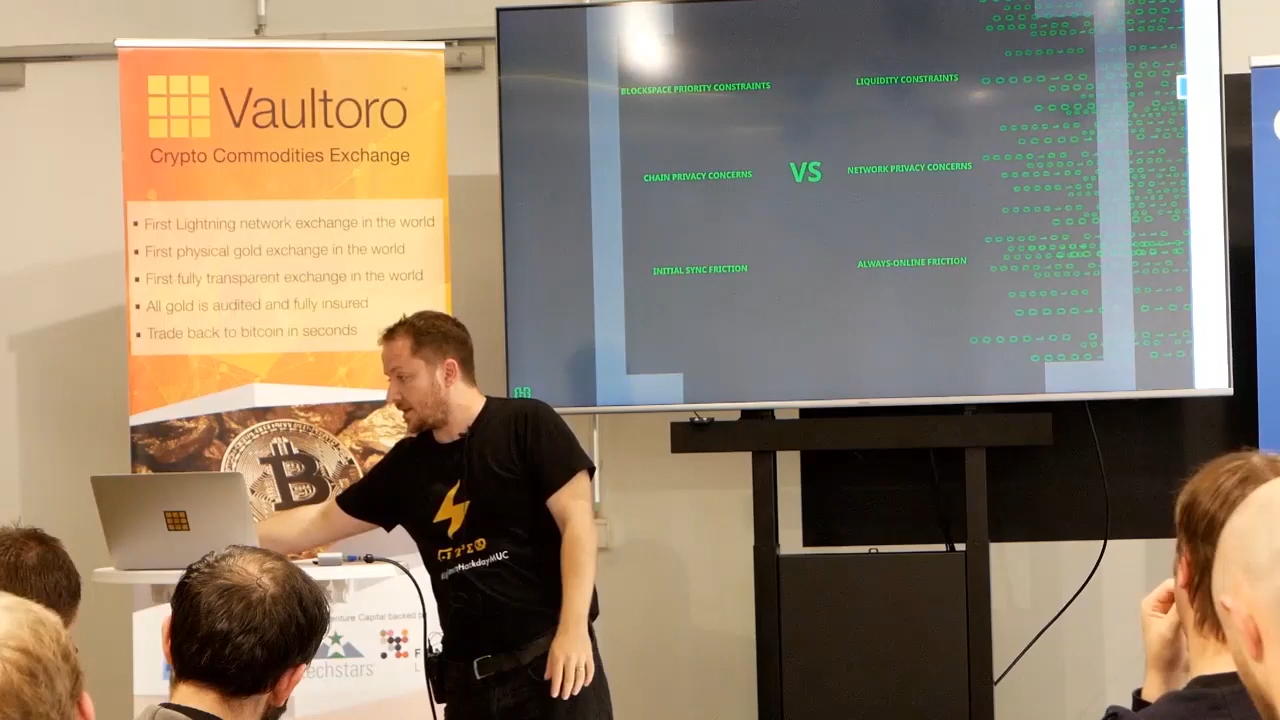 Vaultoro
Crypto Commodities Exchange
▪ First Lightning network exchange in the world
▪ First physical gold exchange in the world
▪ First fully transparent exchange in the world
▪ All gold is audited and fully insured
▪ Trade back to bitcoin in seconds
BLOCKSPACE PRIORITY CONSTRAINTS
LIQUIDITY CONSTRAINTS
CHAIN PRIVACY CONCERNS
VS
NETWORK PRIVACY CONCERNS
INITIAL SYNC FRICTION
ALWAYS-ONLINE FRICTION
Capital backed
techstars